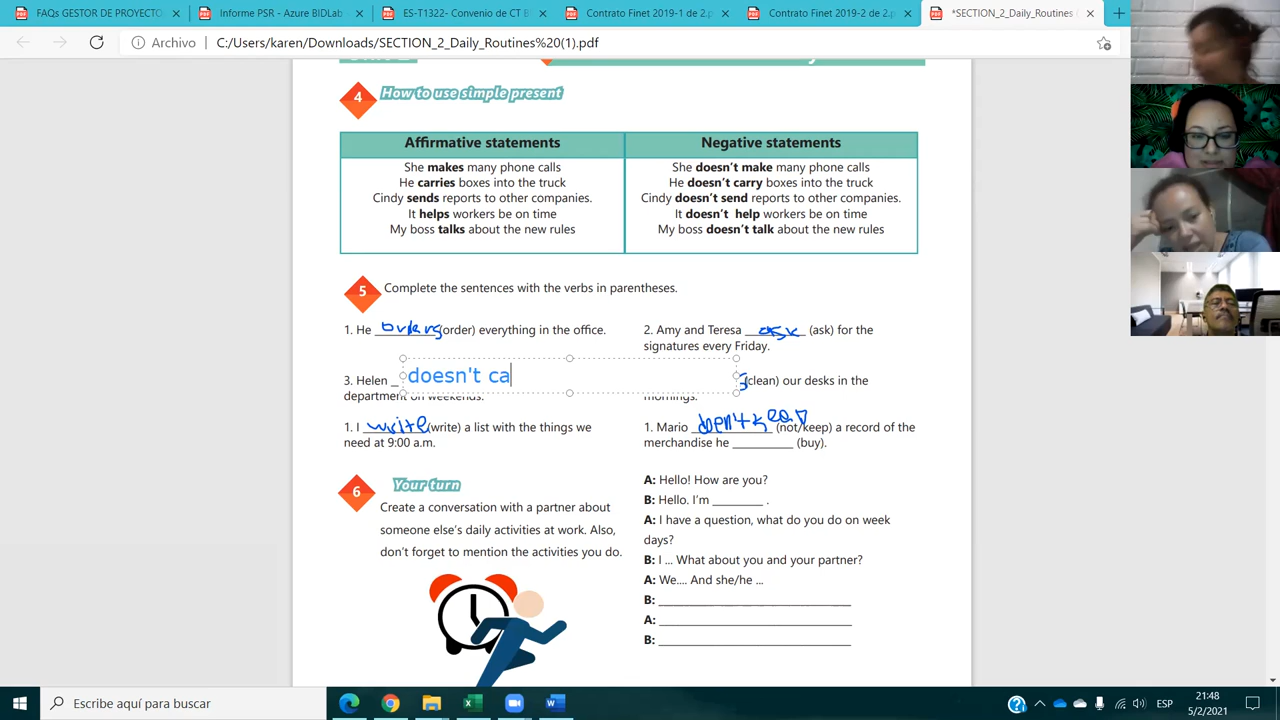 FAQs GESTOR DE PROYECTO
Informe PSR - Azure BIDLab
ES-T1322- Convenio de CT B
Contrato Finet 2019-1 de 2.p
Contrato Finet 2019-2 de 2.p
*SECTION_2_Daily_Routines
Archivo C:/Users/karen/Downloads/SECTION_2_Daily_Routines%20(1).pdf
4 How to use simple present
Affirmative statements
She makes many phone calls
He carries boxes into the truck
Cindy sends reports to other companies.
It helps workers be on time
My boss talks about the new rules
Negative statements
She doesn't make many phone calls
He doesn't carry boxes into the truck
Cindy doesn't send reports to other companies.
It doesn't help workers be on time
My boss doesn't talk about the new rules
5 Complete the sentences with the verbs in parentheses.
1. He orders (order) everything in the office.
2. Amy and Teresa ask (ask) for the
signatures every Friday.
3. Helen _ doesn't ca
department on weekends.
(clean) our desks in the
mornings.
1. I write (write) a list with the things we
need at 9:00 a.m.
1. Mario (not/keep) a record of the
merchandise he __________ (buy).
6 Your turn
Create a conversation with a partner about
someone else's daily activities at work. Also,
don't forget to mention the activities you do.
A: Hello! How are you?
B: Hello. I'm ________ .
A: I have a question, what do you do on week
days?
B: I ... What about you and your partner?
A: We.... And she/he ...
B: ________________________________
A: ________________________________
B: ________________________________
Escribe aquí para buscar
ESP
21:48
5/2/2021